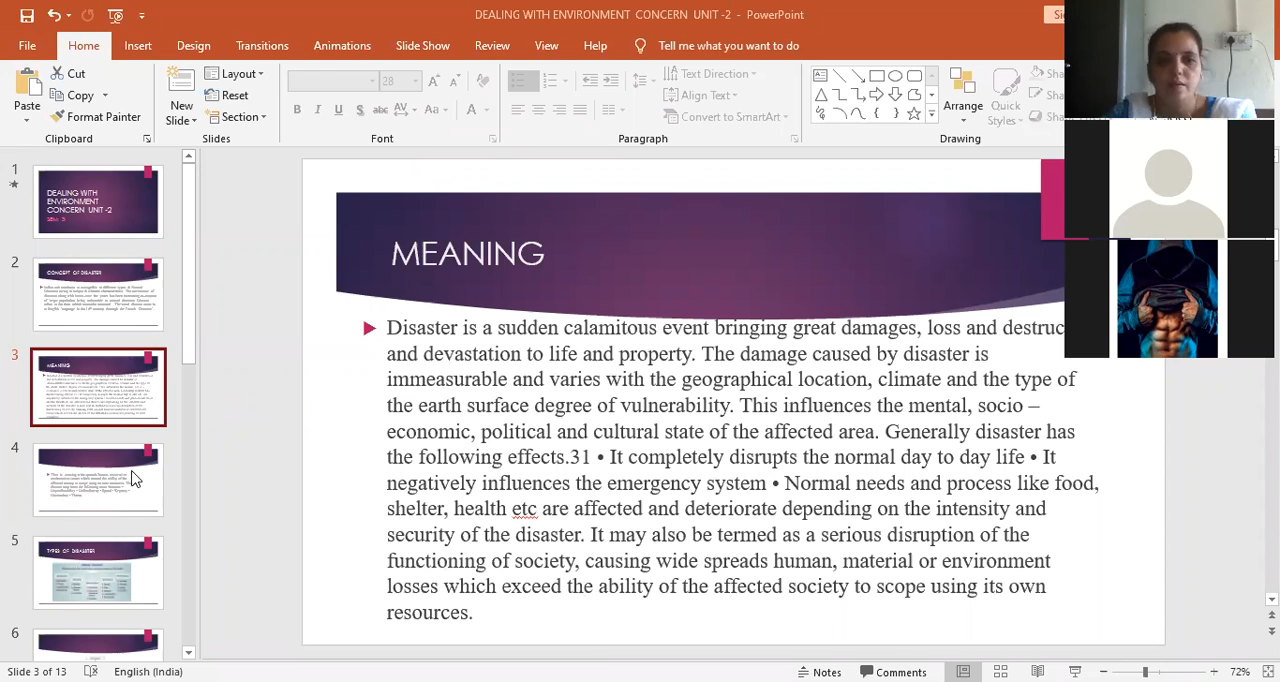 DEALING WITH ENVIRONMENT CONCERN UNIT -2 - PowerPoint
File Home Insert Design Transitions Animations Slide Show Review View Help Tell me what you want to do
Cut
Copy
Format Painter
Paste
Clipboard
New
Slide
Layout
Reset
Section
Slides
28
Font
Text Direction
Align Text
Convert to SmartArt
Paragraph
Arrange
Quick
Styles
Drawing
1
DEALING WITH
ENVIRONMENT
CONCERN UNIT -2
2
CONCEPT OF DISASTER
3
MEANING
4
5
TYPES OF DISASTER
6
MEANING
Disaster is a sudden calamitous event bringing great damages, loss and destruc
and devastation to life and property. The damage caused by disaster is
immeasurable and varies with the geographical location, climate and the type of
the earth surface degree of vulnerability. This influences the mental, socio –
economic, political and cultural state of the affected area. Generally disaster has
the following effects.31 • It completely disrupts the normal day to day life • It
negatively influences the emergency system • Normal needs and process like food,
shelter, health etc are affected and deteriorate depending on the intensity and
security of the disaster. It may also be termed as a serious disruption of the
functioning of society, causing wide spreads human, material or environment
losses which exceed the ability of the affected society to scope using its own
resources.
Slide 3 of 13 English (India) Notes Comments 72%